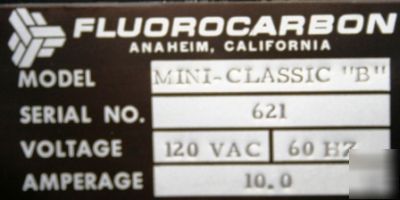 FLUOROCARBON
ANAHEIM, CALIFORNIA
MODEL MINI-CLASSIC "B"
SERIAL NO. 621
VOLTAGE 120 VAC 60 HZ
AMPERAGE 10.0